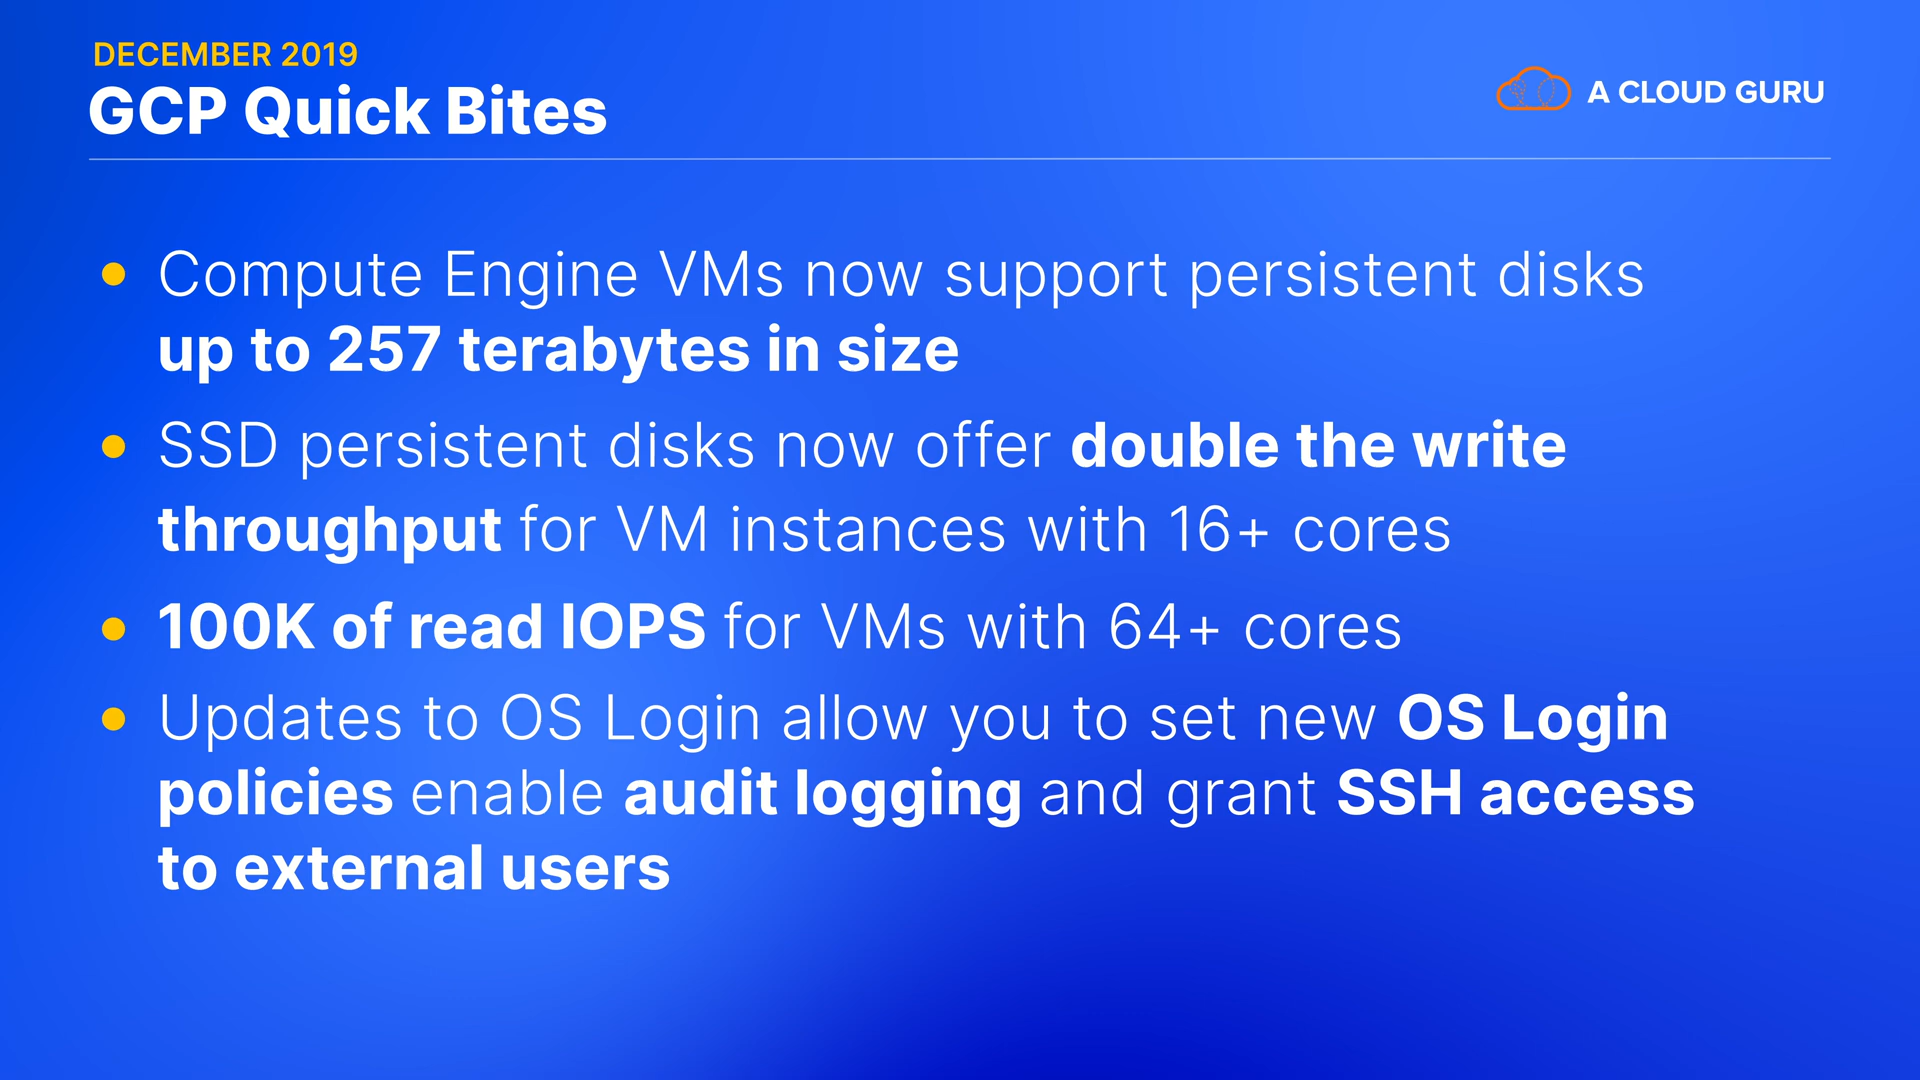 DECEMBER 2019
GCP Quick Bites
A CLOUD GURU
Compute Engine VMs now support persistent disks
up to 257 terabytes in size
SSD persistent disks now offer double the write
throughput for VM instances with 16+ cores
100K of read IOPS for VMs with 64+ cores
Updates to OS Login allow you to set new OS Login
policies enable audit logging and grant SSH access
to external users